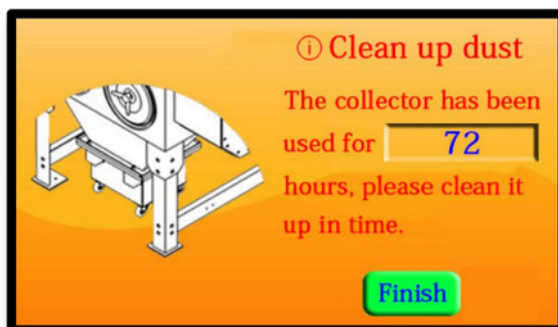 ⓘ Clean up dust
The collector has been
used for 72
hours, please clean it
up in time.
Finish